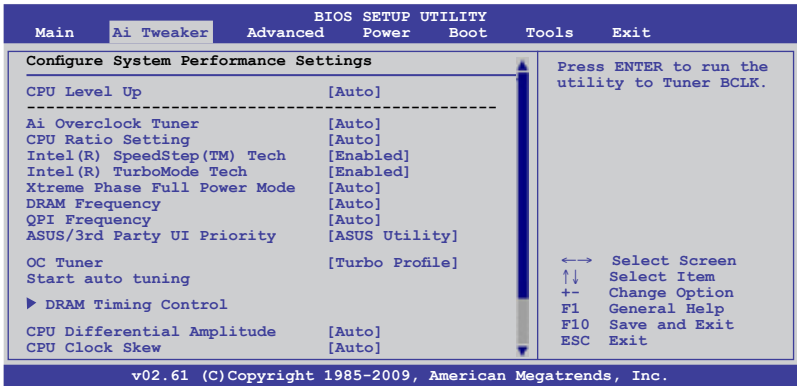 BIOS SETUP UTILITY
Main Ai Tweaker Advanced Power Boot Tools Exit
Configure System Performance Settings
CPU Level Up [Auto]
------------------------------------------------
Ai Overclock Tuner [Auto]
CPU Ratio Setting [Auto]
Intel(R) SpeedStep(TM) Tech [Enabled]
Intel(R) TurboMode Tech [Enabled]
Xtreme Phase Full Power Mode [Auto]
DRAM Frequency [Auto]
QPI Frequency [Auto]
ASUS/3rd Party UI Priority [ASUS Utility]
OC Tuner [Turbo Profile]
Start auto tuning
DRAM Timing Control
CPU Differential Amplitude [Auto]
CPU Clock Skew [Auto]
Press ENTER to run the
utility to Tuner BCLK.
←→ Select Screen
↑↓ Select Item
+- Change Option
F1 General Help
F10 Save and Exit
ESC Exit
v02.61 (C)Copyright 1985-2009, American Megatrends, Inc.